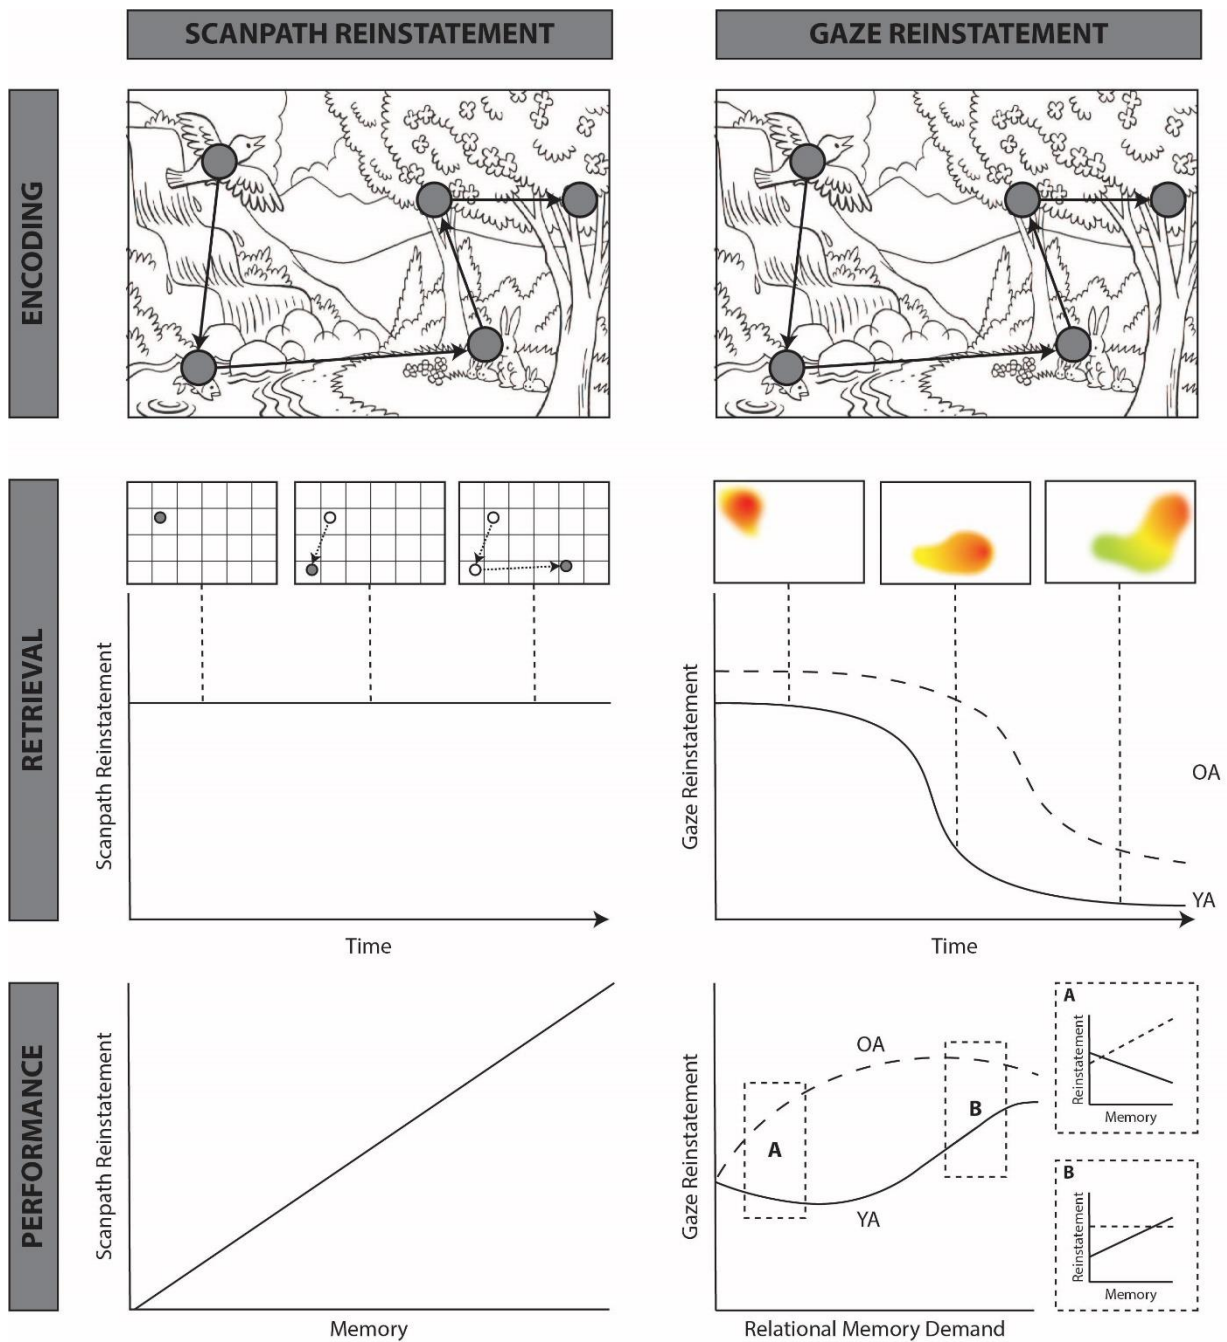 SCANPATH REINSTATEMENT
GAZE REINSTATEMENT
ENCODING
RETRIEVAL
Scanpath Reinstatement
Time
Gaze Reinstatement
OA
YA
Time
PERFORMANCE
Scanpath Reinstatement
Memory
Gaze Reinstatement
OA
A
B
YA
Relational Memory Demand
A
Reinstatement
Memory
B
Reinstatement
Memory